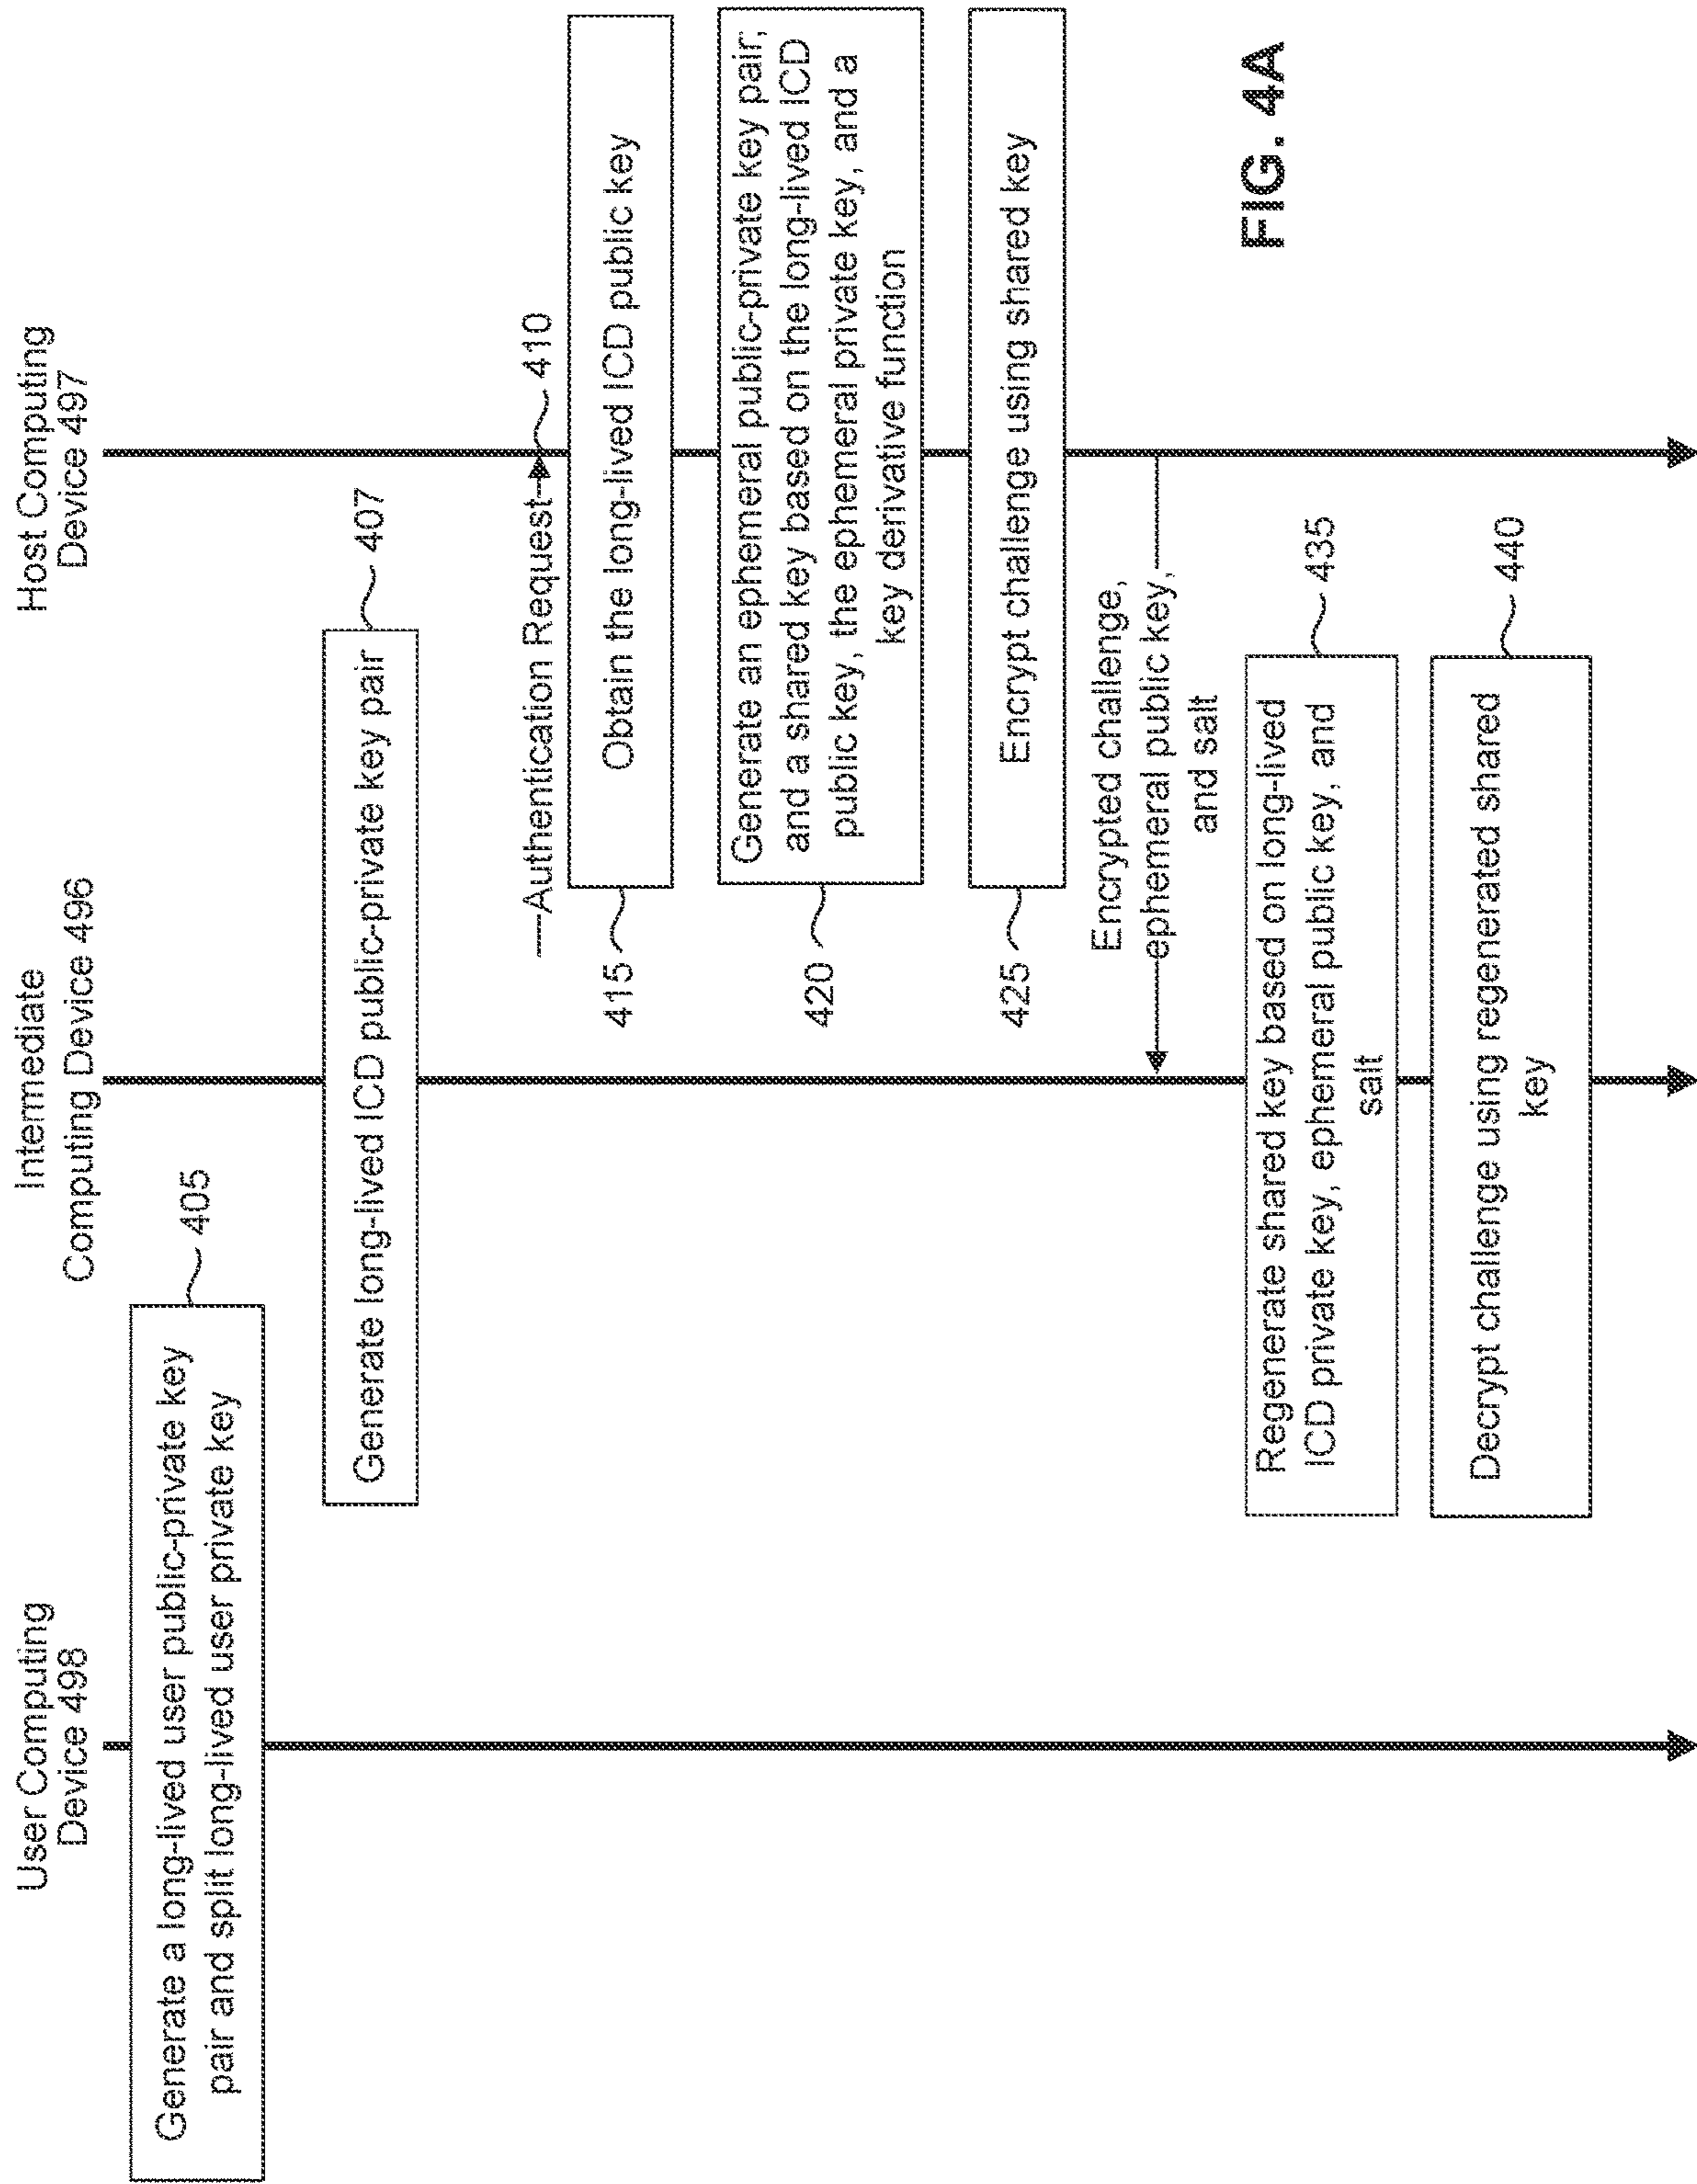 User Computing
Device 498
Intermediate
Computing Device 496
Host Computing
Device 497
Generate a long-lived user public-private key
pair and split long-lived user private key
405
Generate long-lived ICD public-private key pair
407
Authentication Request
410
Obtain the long-lived ICD public key
415
Generate an ephemeral public-private key pair;
and a shared key based on the long-lived ICD
public key, the ephemeral private key, and a
key derivative function
420
Encrypt challenge using shared key
425
Encrypted challenge,
ephemeral public key,
and salt
Regenerate shared key based on long-lived
ICD private key, ephemeral public key, and
salt
435
Decrypt challenge using regenerated shared
key
440
FIG. 4A